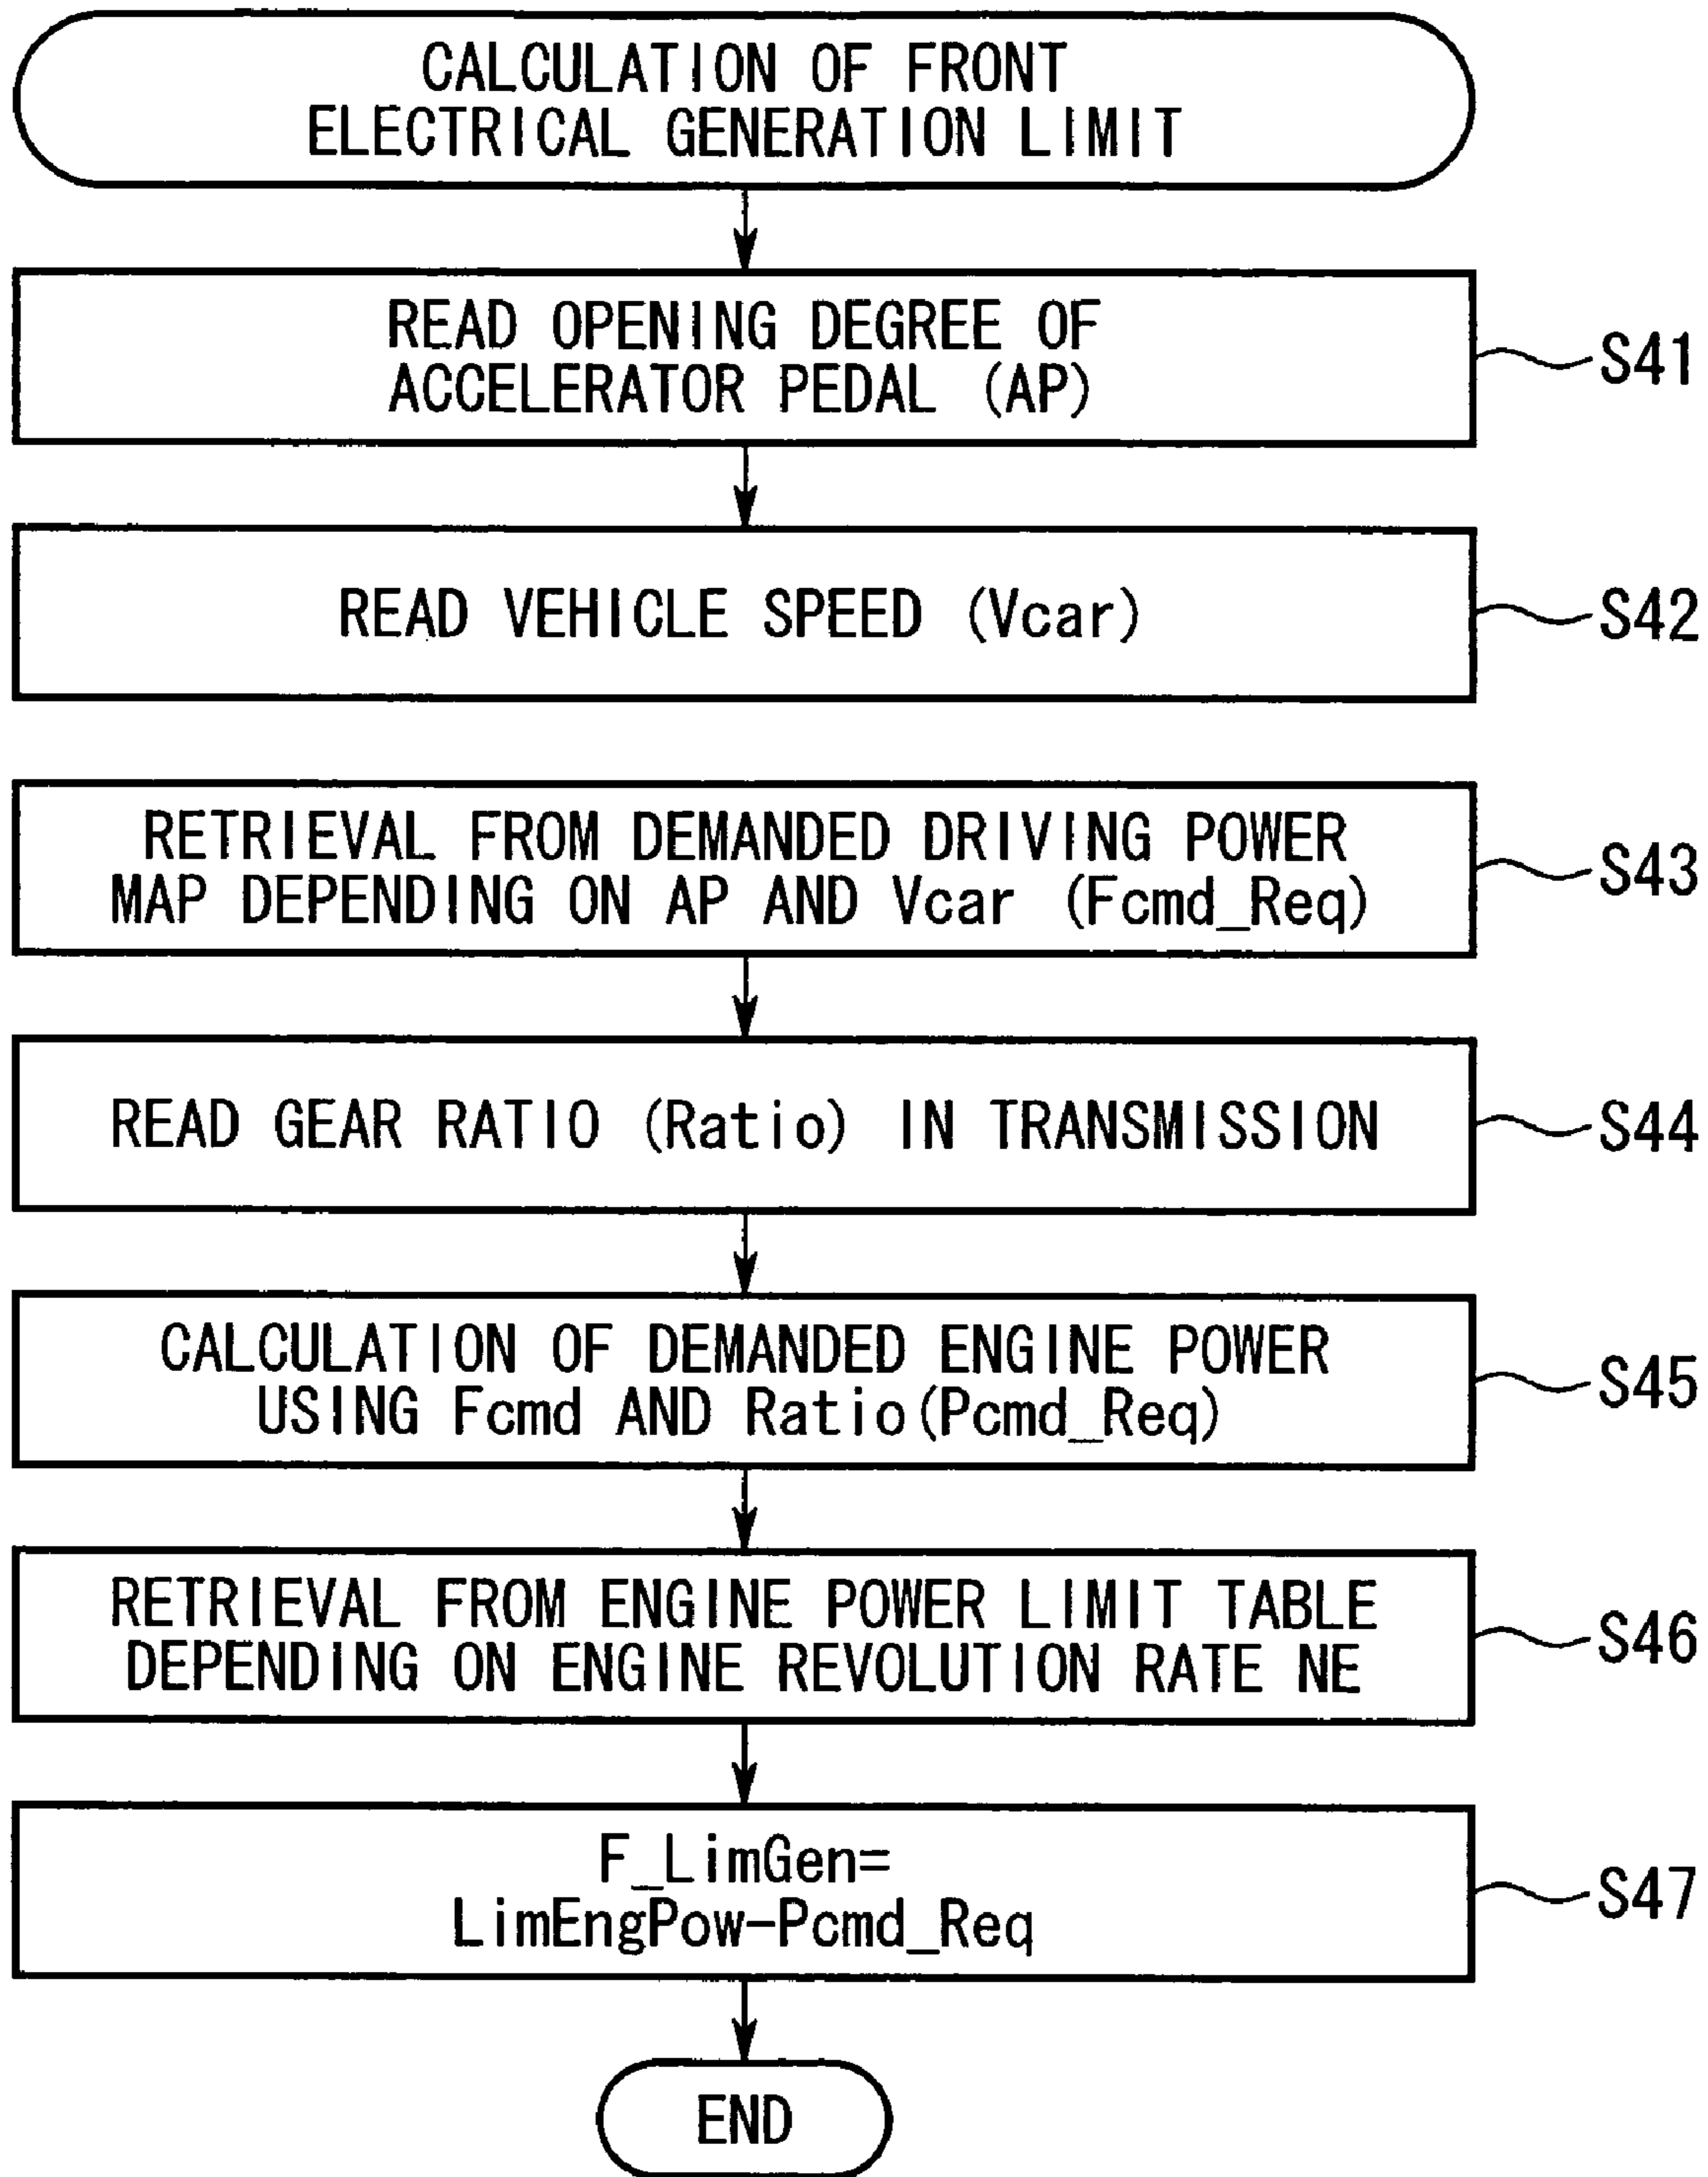 CALCULATION OF FRONT
ELECTRICAL GENERATION LIMIT
READ OPENING DEGREE OF
ACCELERATOR PEDAL (AP)
S41
READ VEHICLE SPEED (Vcar)
S42
RETRIEVAL FROM DEMANDED DRIVING POWER
MAP DEPENDING ON AP AND Vcar (Fcmd_Req)
S43
READ GEAR RATIO (Ratio) IN TRANSMISSION
S44
CALCULATION OF DEMANDED ENGINE POWER
USING Fcmd AND Ratio(Pcmd_Req)
S45
RETRIEVAL FROM ENGINE POWER LIMIT TABLE
DEPENDING ON ENGINE REVOLUTION RATE NE
S46
F_LimGen=
LimEngPow-Pcmd_Req
S47
END